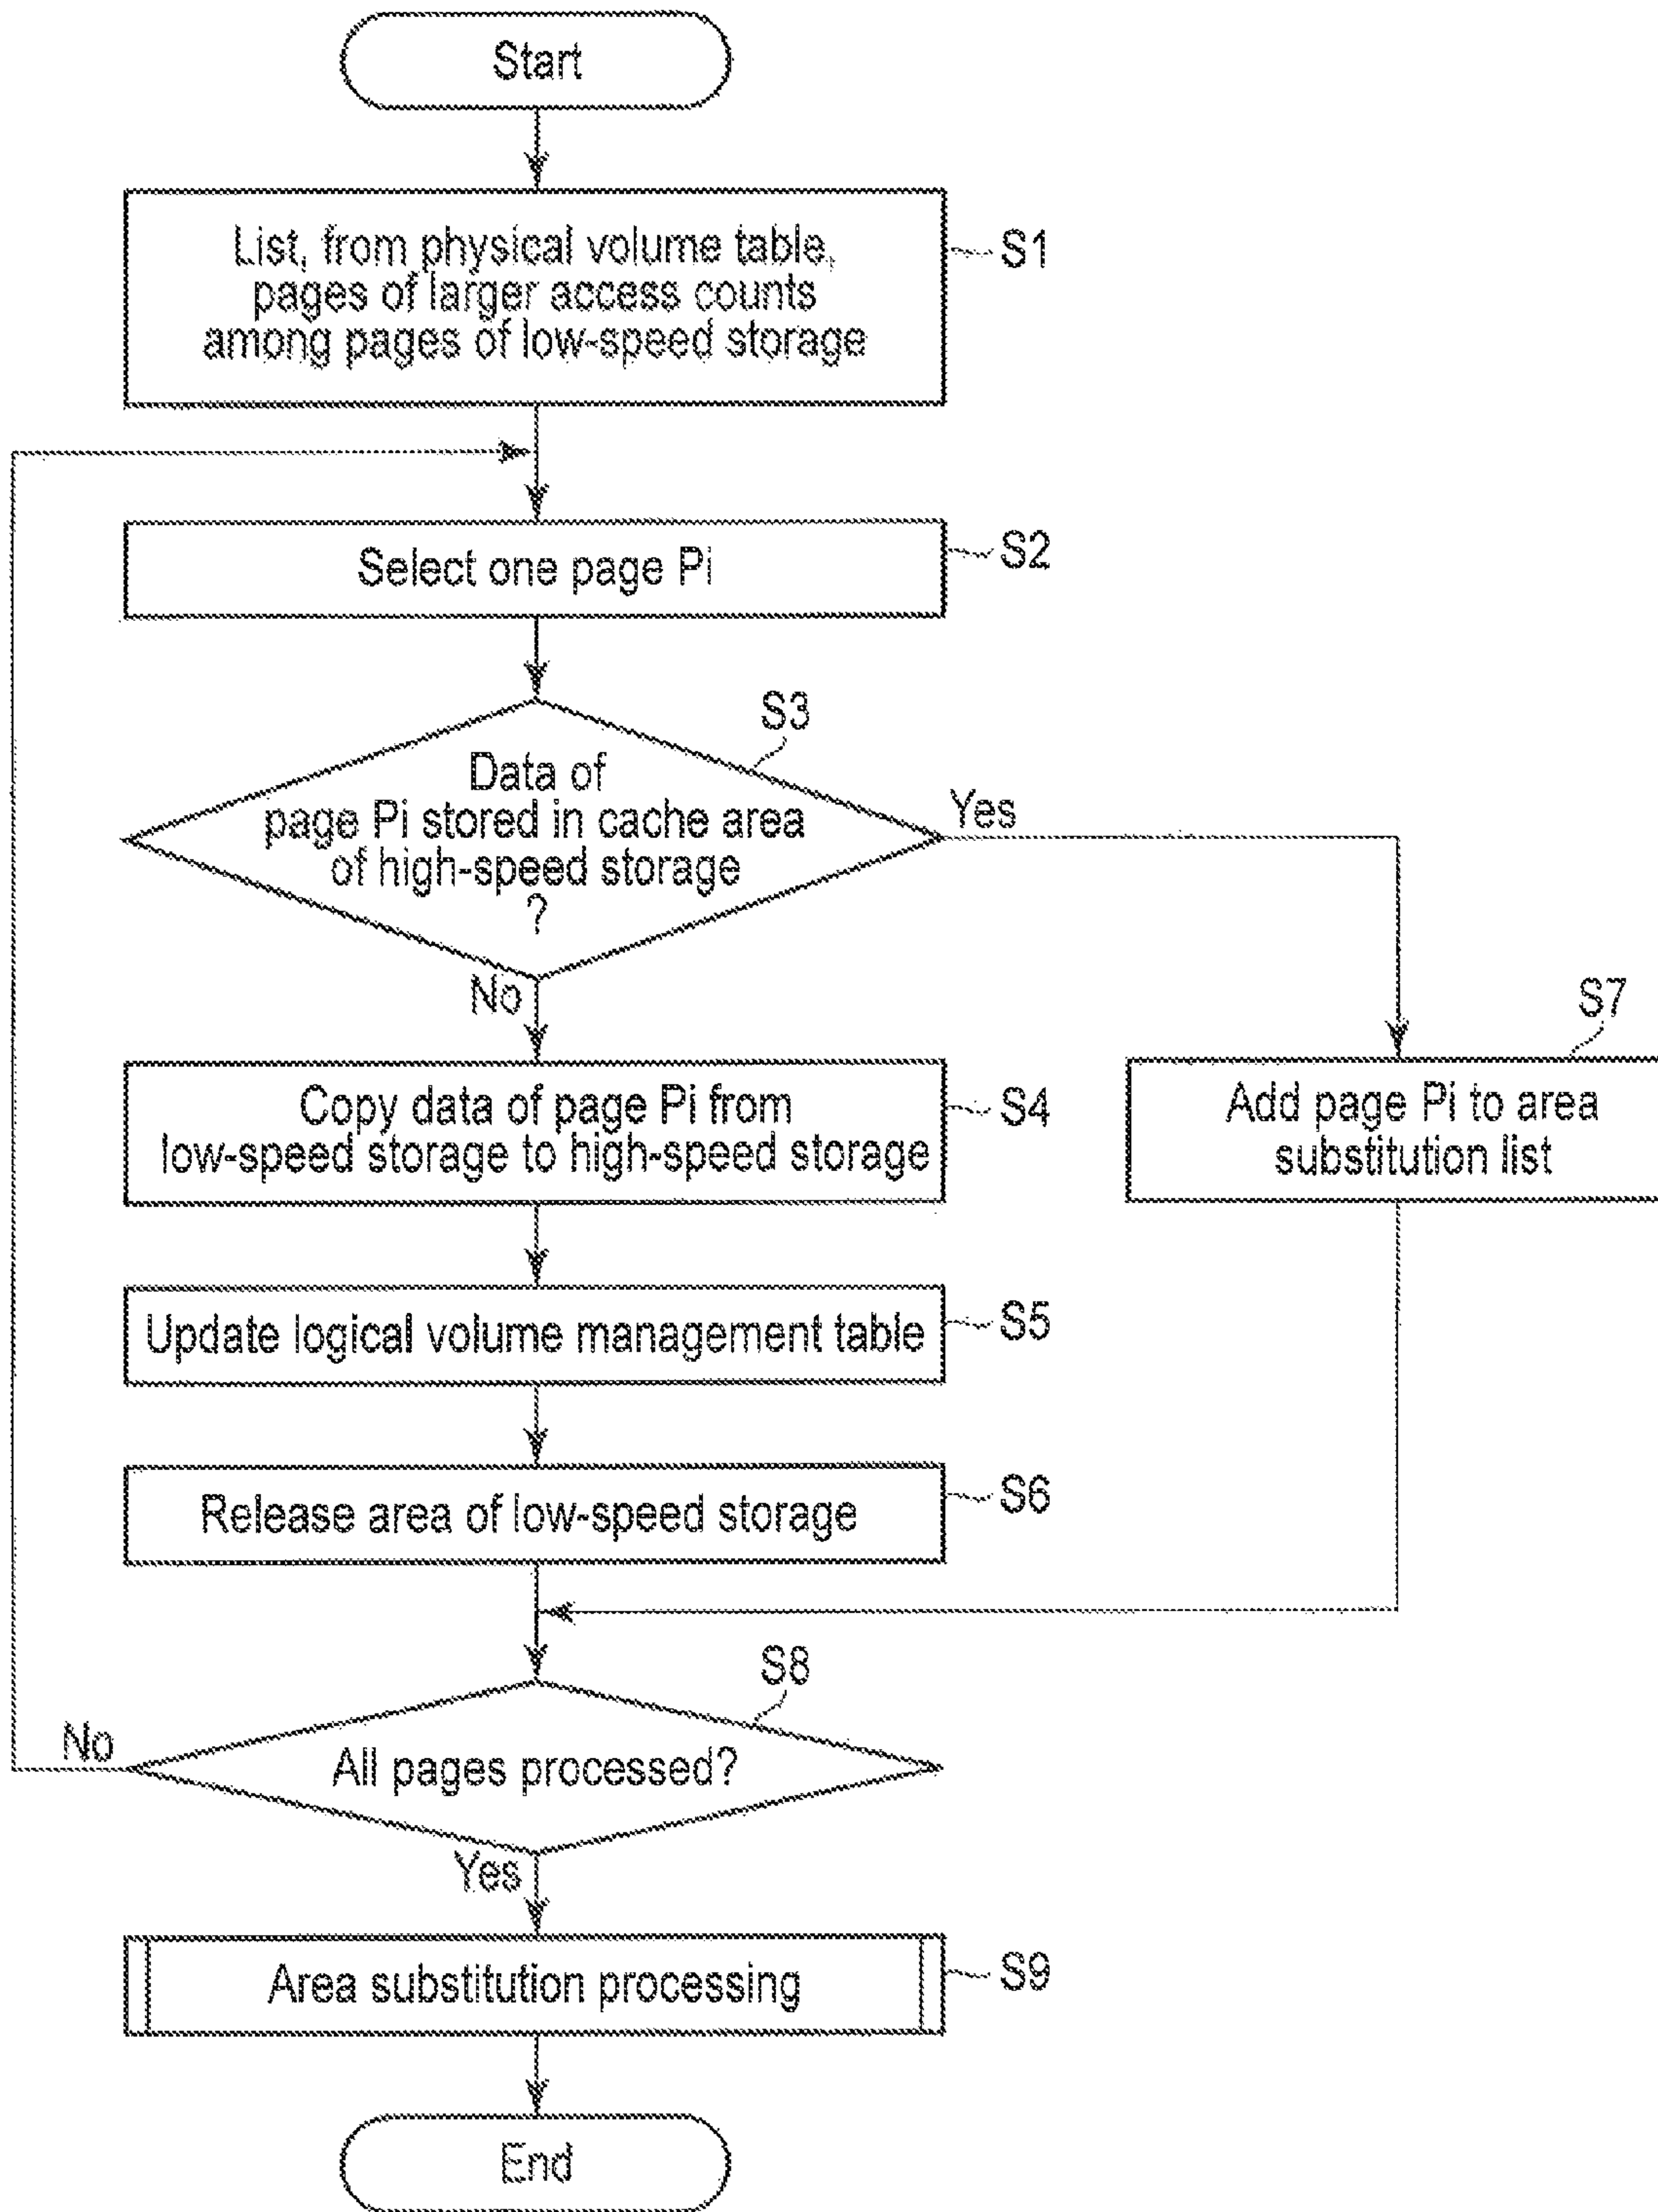 Start
List, from physical volume table,
pages of larger access counts
among pages of low-speed storage
S1
Select one page Pi
S2
S3
Data of
page Pi stored in cache area
of high-speed storage
?
Yes
No
S7
Copy data of page Pi from
low-speed storage to high-speed storage
S4
Add page Pi to area
substitution list
Update logical volume management table
S5
Release area of low-speed storage
S6
S8
No
All pages processed?
Yes
Area substitution processing
S9
End